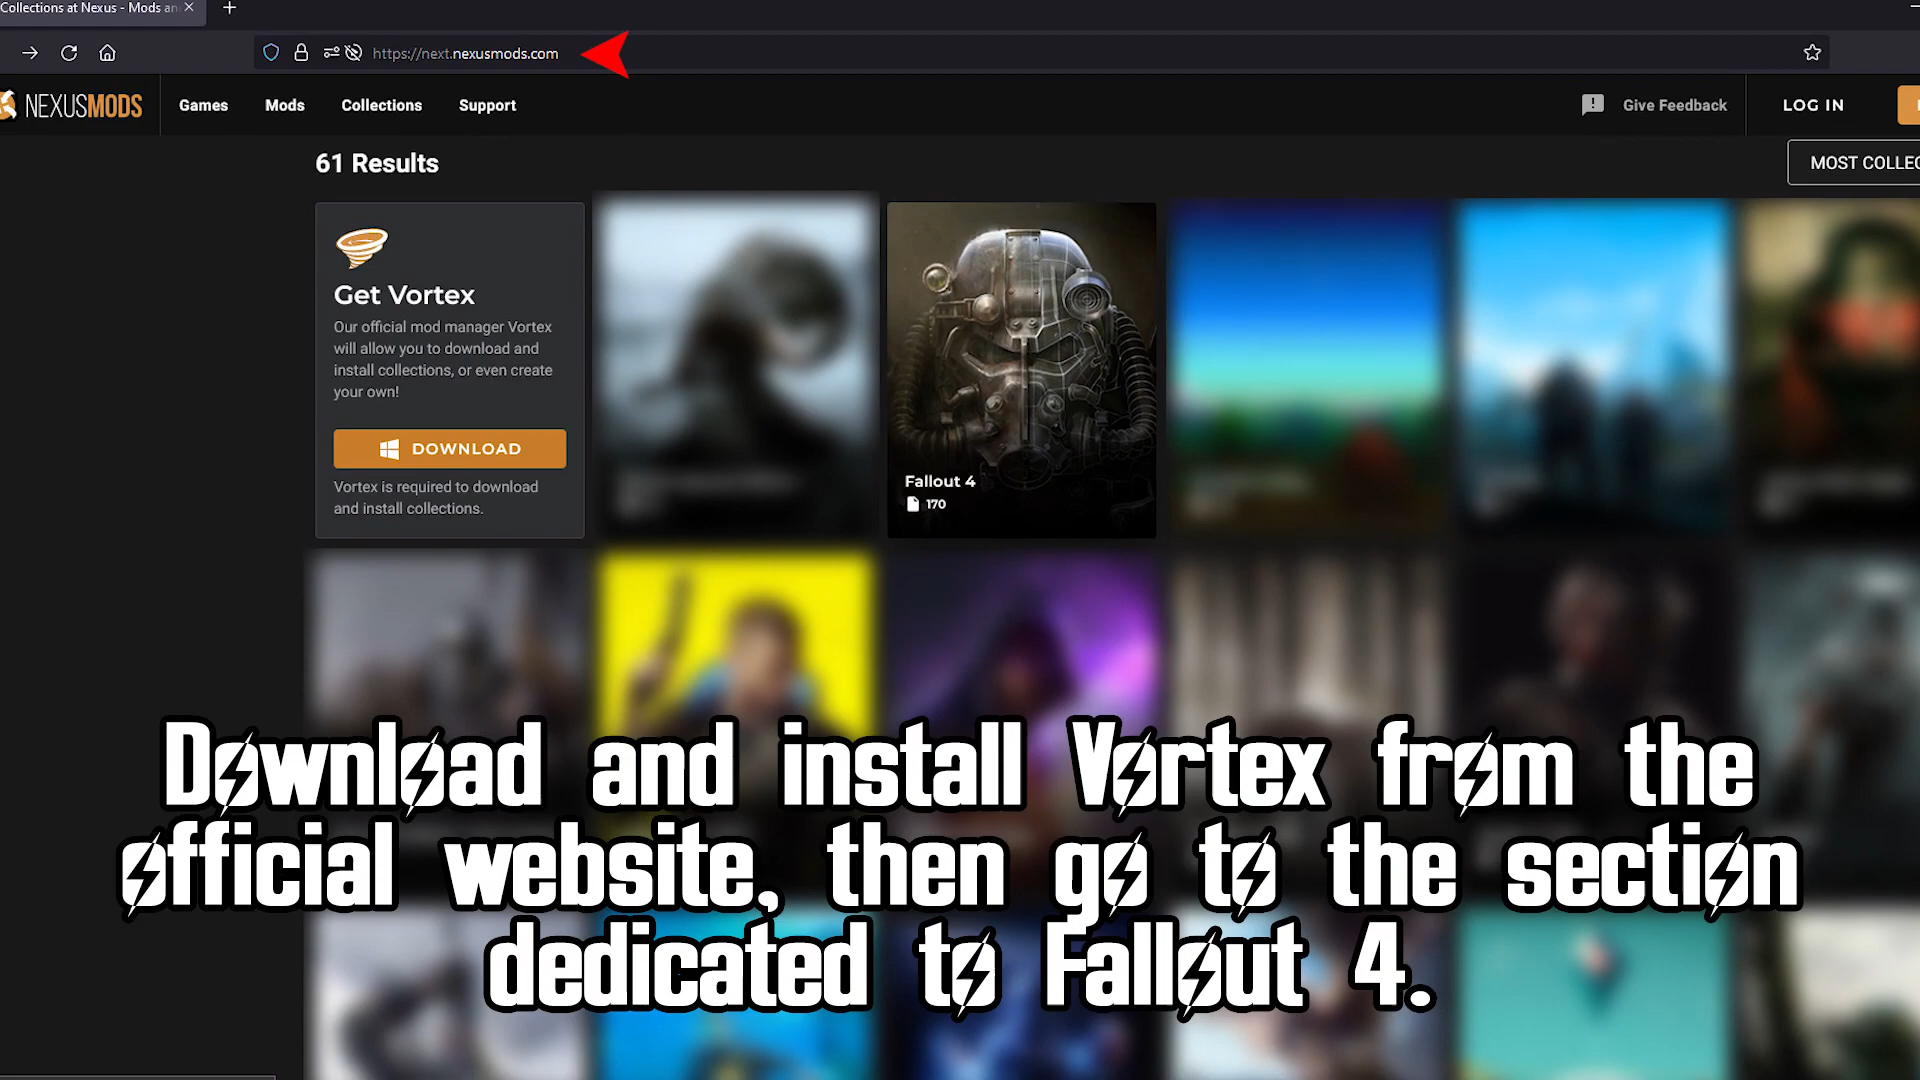 Collections at Nexus - Mods an
https://next.nexusmods.com
NEXUSMODS
Games
Mods
Collections
Support
Give Feedback
LOG IN
61 Results
MOST COLLEC
Get Vortex
Our official mod manager Vortex
will allow you to download and
install collections, or even create
your own!
DOWNLOAD
Vortex is required to download
and install collections.
Fallout 4
170
Download and install Vortex from the
official website, then go to the section
dedicated to Fallout 4.